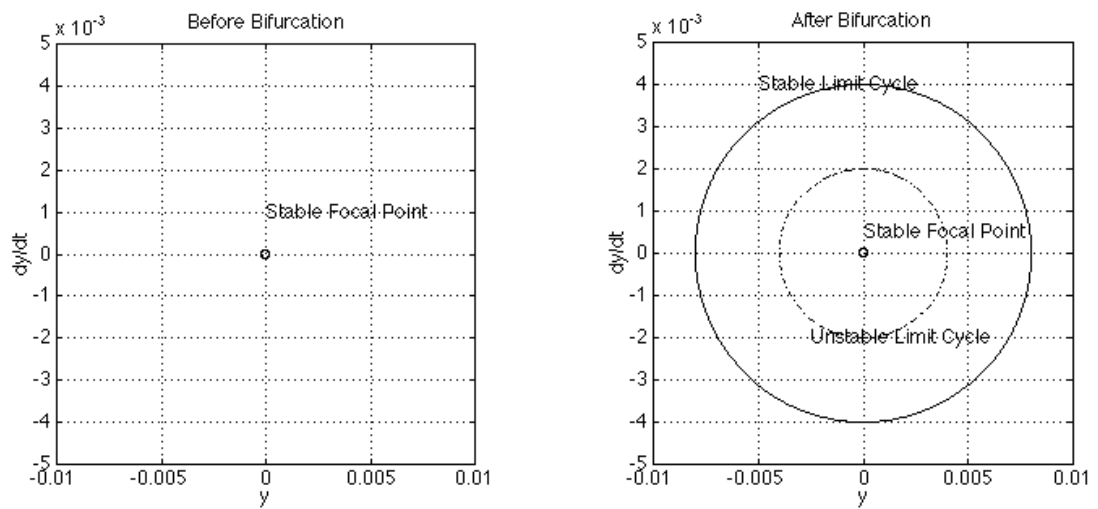 Before Bifurcation
x 10^-3
5
4
3
2
1
0
-1
-2
-3
-4
-5
dy/dt
Stable Focal Point
-0.01 -0.005 0 0.005 0.01
y
After Bifurcation
x 10^-3
5
4
3
2
1
0
-1
-2
-3
-4
-5
dy/dt
Stable Limit Cycle
Stable Focal Point
Unstable Limit Cycle
-0.01 -0.005 0 0.005 0.01
y